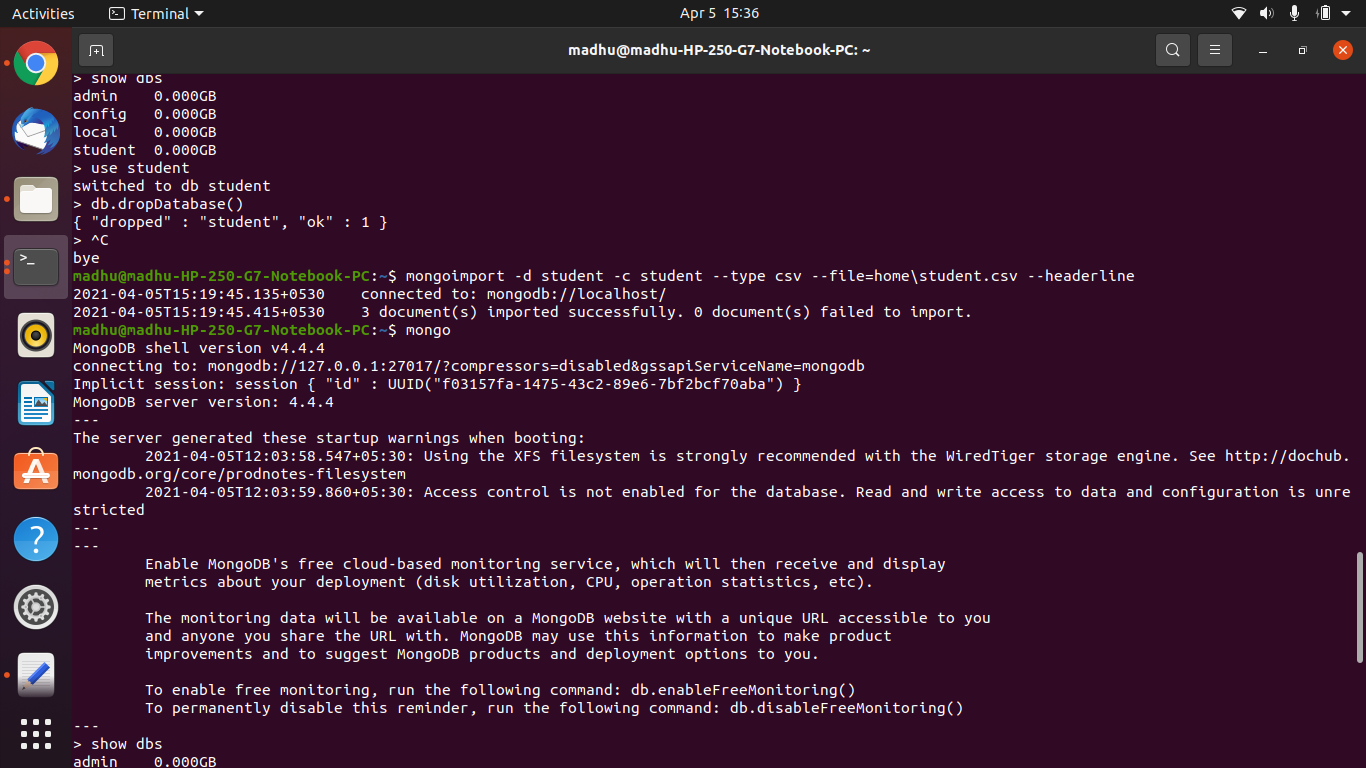 Activities
Terminal
Apr 5 15:36
madhu@madhu-HP-250-G7-Notebook-PC: ~
> show dbs
admin    0.000GB
config   0.000GB
local    0.000GB
student  0.000GB
> use student
switched to db student
> db.dropDatabase()
{ "dropped" : "student", "ok" : 1 }
> ^C
bye
madhu@madhu-HP-250-G7-Notebook-PC:~$ mongoimport -d student -c student --type csv --file=home\student.csv --headerline
2021-04-05T15:19:45.135+0530    connected to: mongodb://localhost/
2021-04-05T15:19:45.415+0530    3 document(s) imported successfully. 0 document(s) failed to import.
madhu@madhu-HP-250-G7-Notebook-PC:~$ mongo
MongoDB shell version v4.4.4
connecting to: mongodb://127.0.0.1:27017/?compressors=disabled&gssapiServiceName=mongodb
Implicit session: session { "id" : UUID("f03157fa-1475-43c2-89e6-7bf2bcf70aba") }
MongoDB server version: 4.4.4
---
The server generated these startup warnings when booting:
        2021-04-05T12:03:58.547+05:30: Using the XFS filesystem is strongly recommended with the WiredTiger storage engine. See http://dochub.
mongodb.org/core/prodnotes-filesystem
        2021-04-05T12:03:59.860+05:30: Access control is not enabled for the database. Read and write access to data and configuration is unre
stricted
---
---
        Enable MongoDB's free cloud-based monitoring service, which will then receive and display
        metrics about your deployment (disk utilization, CPU, operation statistics, etc).

        The monitoring data will be available on a MongoDB website with a unique URL accessible to you
        and anyone you share the URL with. MongoDB may use this information to make product
        improvements and to suggest MongoDB products and deployment options to you.

        To enable free monitoring, run the following command: db.enableFreeMonitoring()
        To permanently disable this reminder, run the following command: db.disableFreeMonitoring()
---
> show dbs
admin    0.000GB